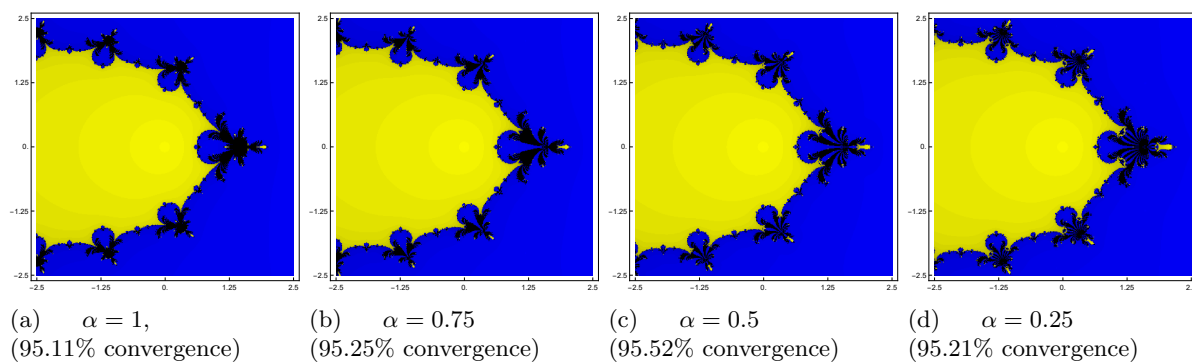 2.5 2.5 2.5 2.5
1.25 1.25 1.25 1.25
0. 0. 0. 0.
−1.25 −1.25 −1.25 −1.25
−2.5 −2.5 −2.5 −2.5
−2.5 −1.25 0. 1.25 2.5 −2.5 −1.25 0. 1.25 2.5 −2.5 −1.25 0. 1.25 2.5 −2.5 −1.25 0. 1.25 2.5
(a) α = 1, (b) α = 0.75 (c) α = 0.5 (d) α = 0.25
(95.11% convergence) (95.25% convergence) (95.52% convergence) (95.21% convergence)